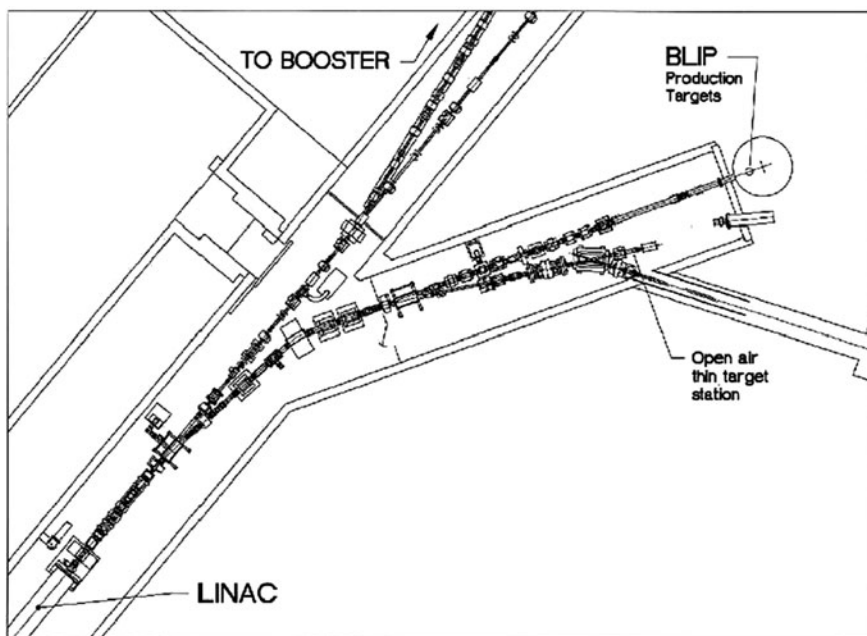 TO BOOSTER
BLIP
Production
Targets
Open air
thin target
station
LINAC